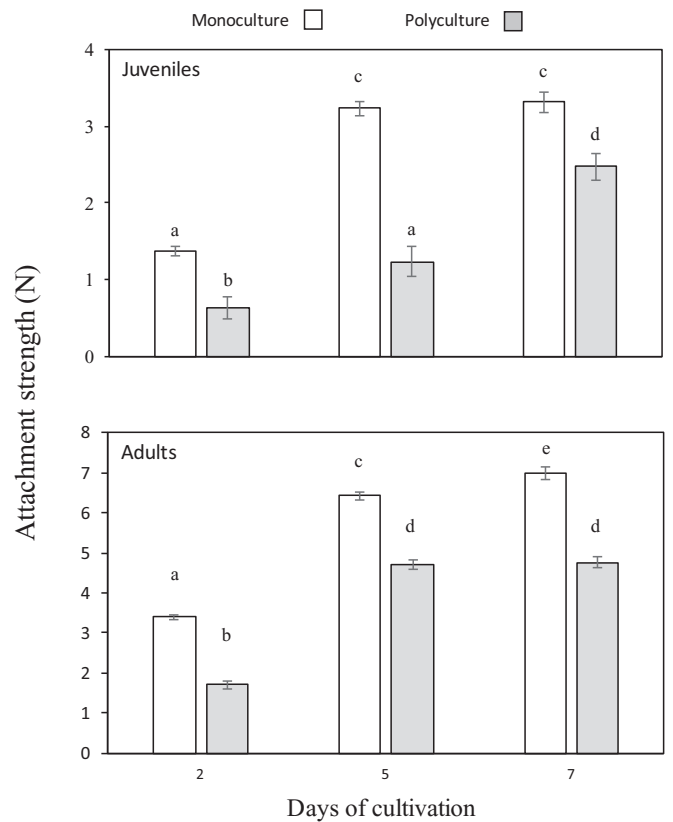 Monoculture Polyculture
Juveniles
4
3
2
1
0
a b c a c d
Adults
8
7
6
5
4
3
2
1
0
a b c d e d
2 5 7
Attachment strength (N)
Days of cultivation